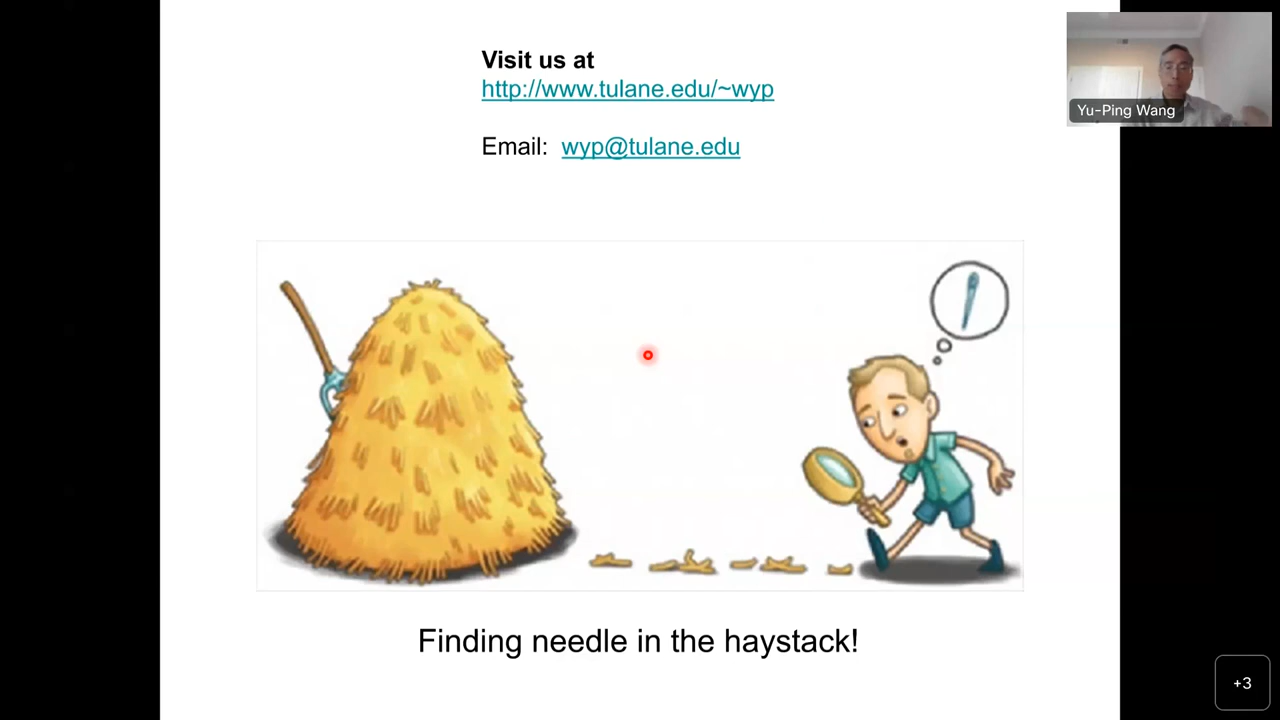 Visit us at
http://www.tulane.edu/~wyp
Email: wyp@tulane.edu
Yu-Ping Wang
Finding needle in the haystack!
+3